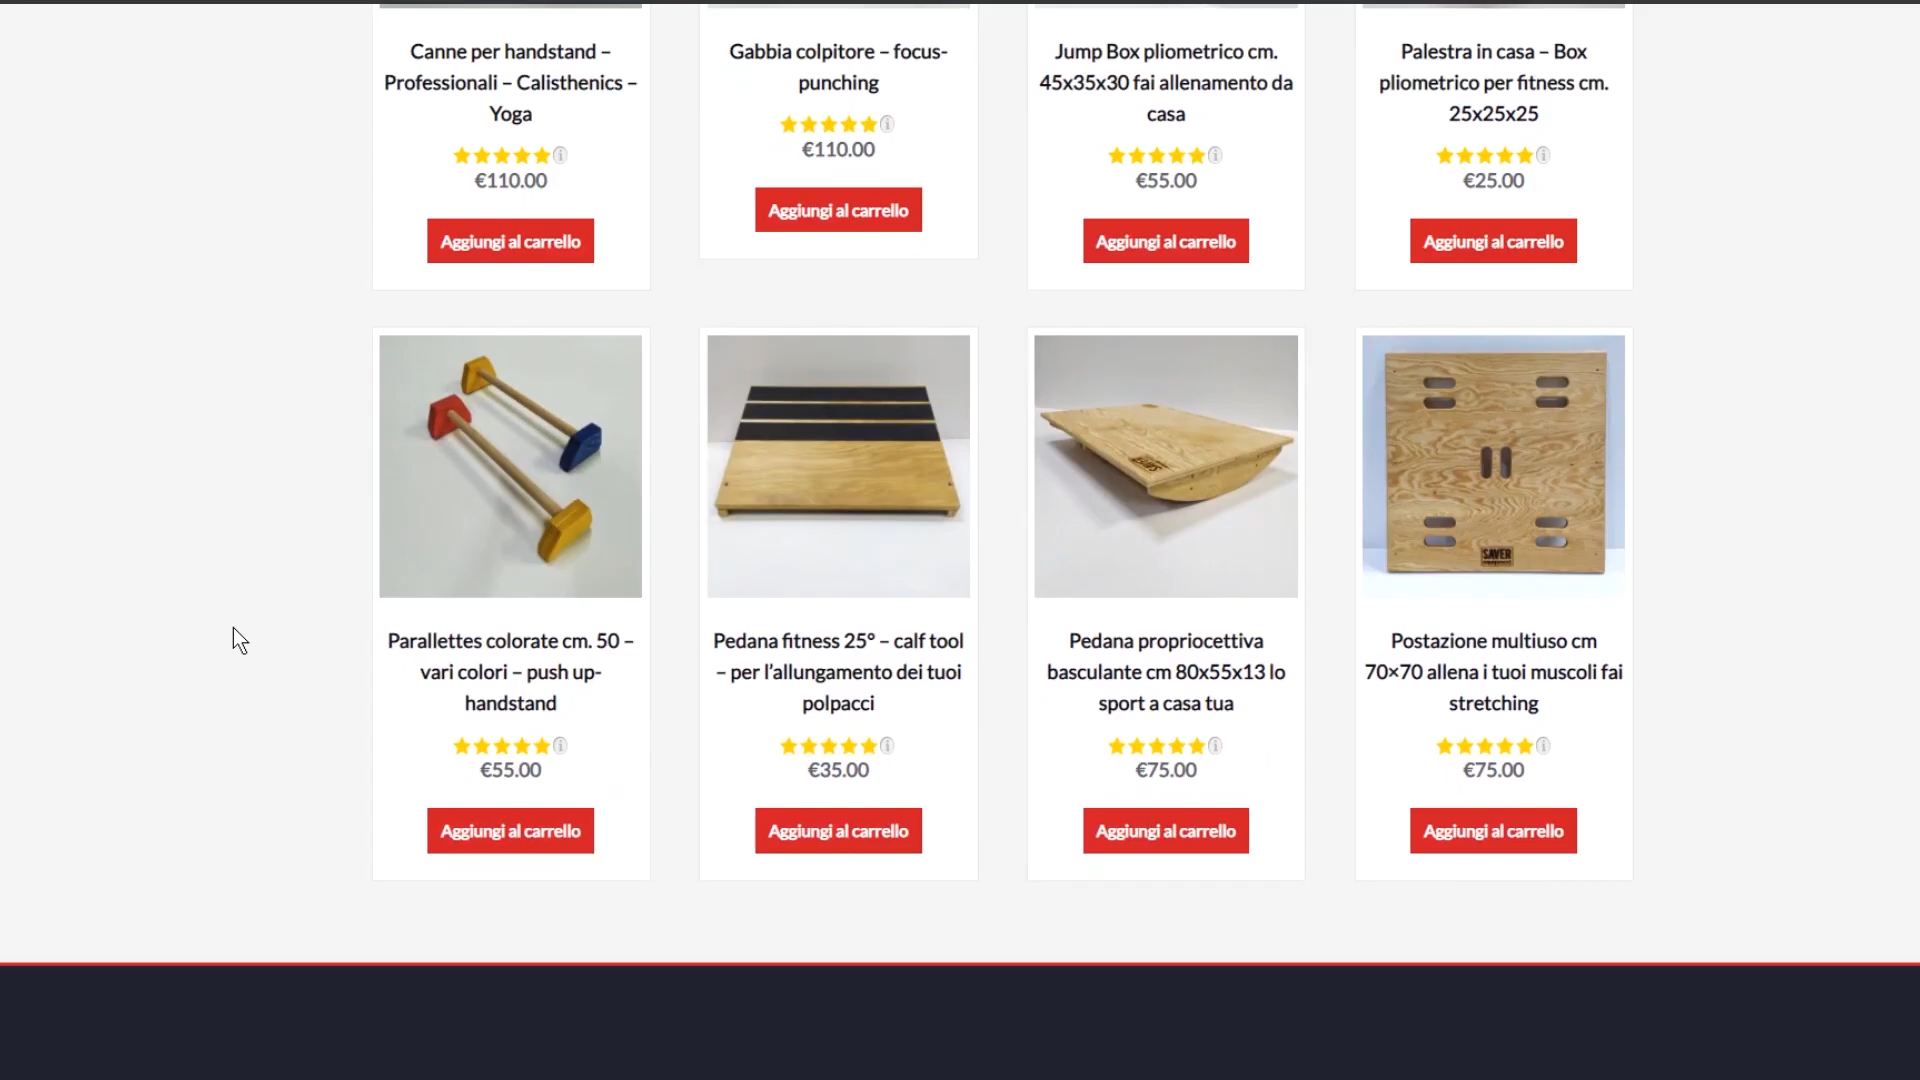 Canne per handstand –
Professionali – Calisthenics –
Yoga
€110.00
Aggiungi al carrello
Gabbia colpitore – focus-
punching
€110.00
Aggiungi al carrello
Jump Box pliometrico cm.
45x35x30 fai allenamento da
casa
€55.00
Aggiungi al carrello
Palestra in casa – Box
pliometrico per fitness cm.
25x25x25
€25.00
Aggiungi al carrello
Parallettes colorate cm. 50 –
vari colori – push up-
handstand
€55.00
Aggiungi al carrello
Pedana fitness 25° – calf tool
– per l’allungamento dei tuoi
polpacci
€35.00
Aggiungi al carrello
Pedana propriocettiva
basculante cm 80x55x13 lo
sport a casa tua
€75.00
Aggiungi al carrello
SAVER
Postazione multiuso cm
70×70 allena i tuoi muscoli fai
stretching
€75.00
Aggiungi al carrello